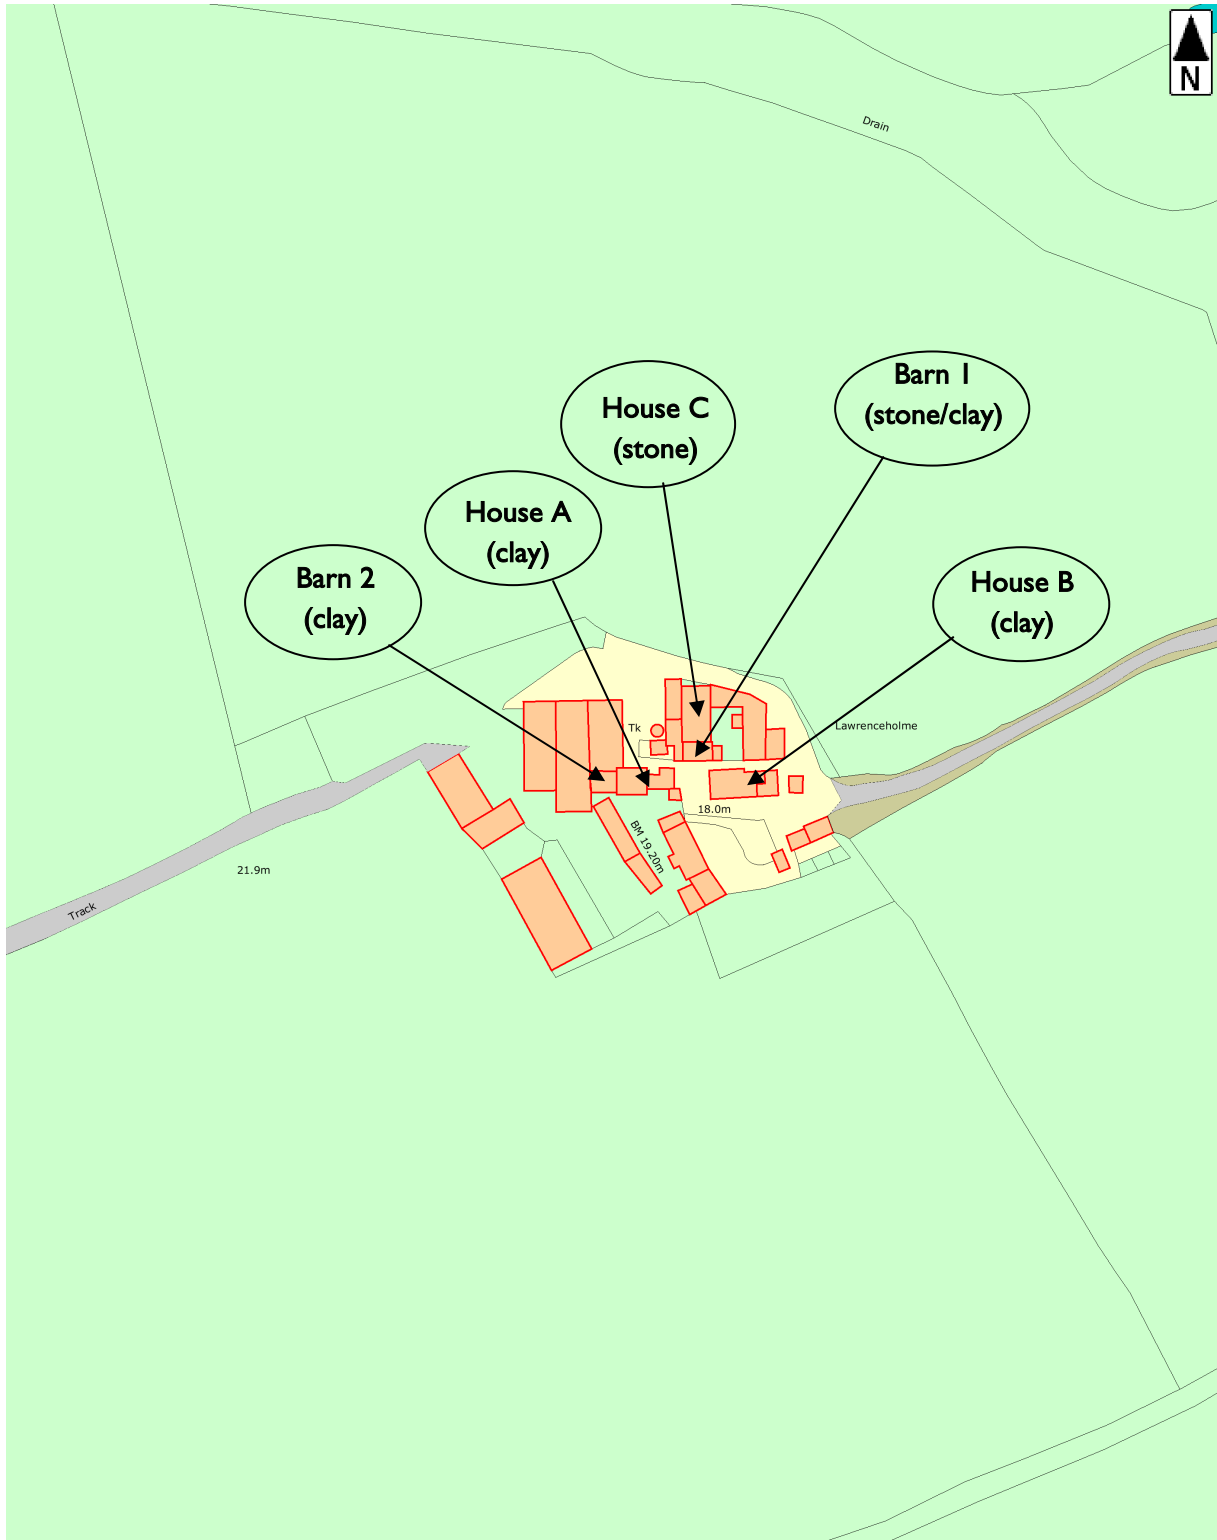 N
Drain
Barn 1
(stone/clay)
House C
(stone)
House A
(clay)
Barn 2
(clay)
House B
(clay)
Tk
Lawrenceholme
18.0m
BM 19.20m
21.9m
Track